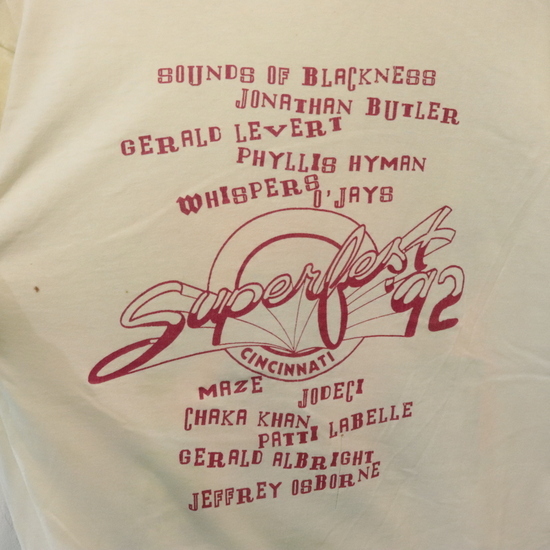 SOUNDS OF BLACKNESS
JONATHAN BUTLER
GERALD LEVERT
PHYLLIS HYMAN
WHISPERS
O'JAYS
Superfest '92
CINCINNATI
MAZE
JODECI
CHAKA KHAN
PATTI LABELLE
GERALD ALBRIGHT
JEFFREY OSBORNE